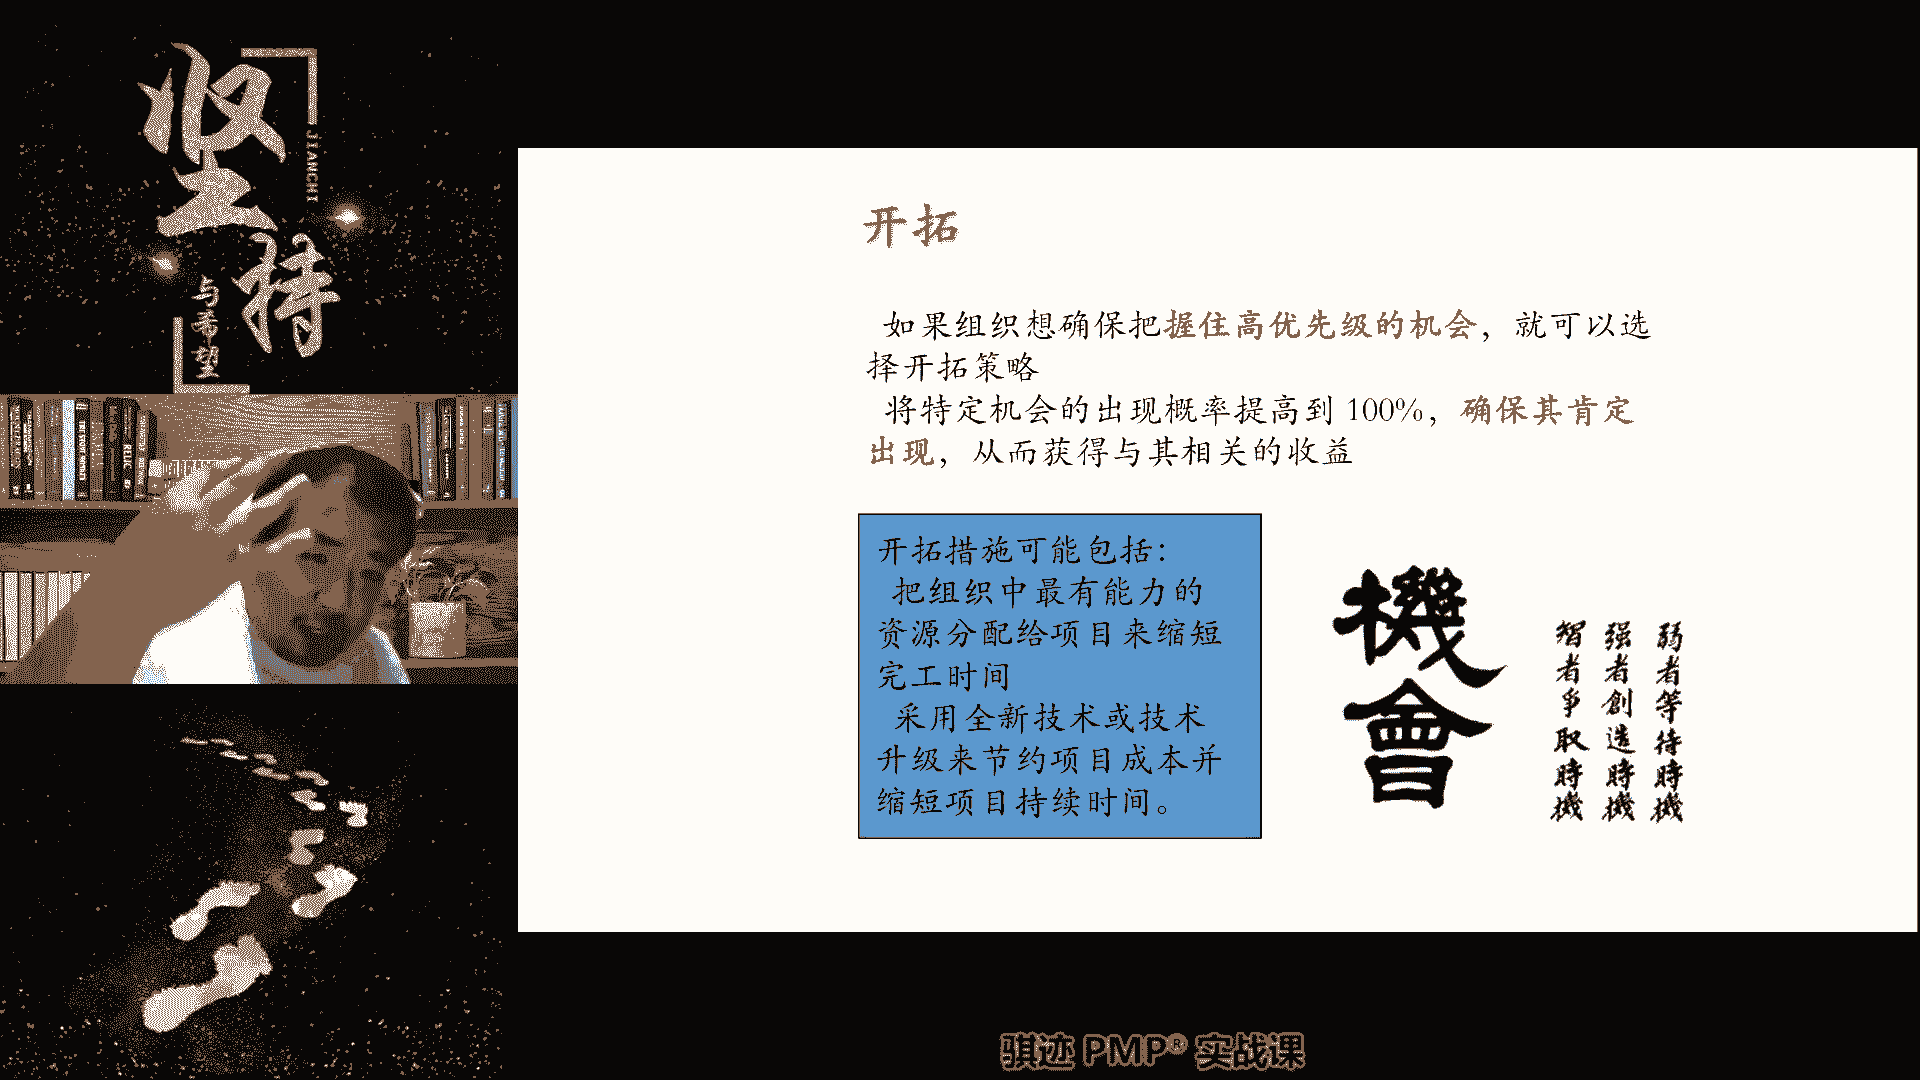 坚持
JIANCHI
与希望
开拓
如果组织想确保把握住高优先级的机会，就可以选
择开拓策略
将特定机会的出现概率提高到 100%，确保其肯定
出现，从而获得与其相关的收益
开拓措施可能包括：
把组织中最有能力的
资源分配给项目来缩短
完工时间
采用全新技术或技术
升级来节约项目成本并
缩短项目持续时间。
機會
弱者等待時機
强者創造時機
智者爭取時機
骐迹 PMP® 实战课